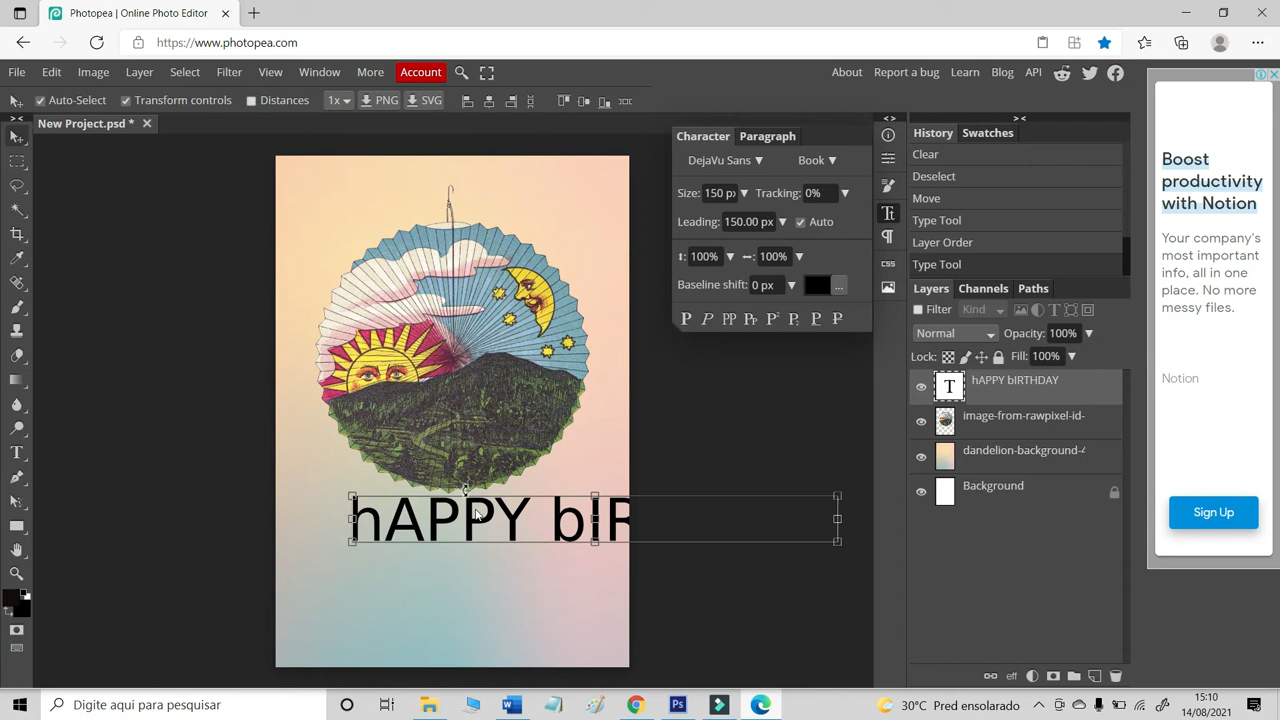 Photopea | Online Photo Editor
https://www.photopea.com
File Edit Image Layer Select Filter View Window More Account
About Report a bug Learn Blog API
Auto-Select Transform controls Distances 1x PNG SVG
New Project.psd *
Character Paragraph
DejaVu Sans Book
Size: 150 px Tracking: 0%
Leading: 150.00 px Auto
100% 100%
Baseline shift: 0 px ...
hAPPY bIR
CSS
History Swatches
Clear
Deselect
Move
Type Tool
Layer Order
Type Tool
Layers Channels Paths
Filter Kind
Normal Opacity: 100%
Lock: Fill: 100%
hAPPY bIRTHDAY
image-from-rawpixel-id-
dandelion-background-4
Background
eff
Boost
productivity
with Notion
Your company's
most important
info, all in one
place. No more
messy files.
Notion
Sign Up
Digite aqui para pesquisar
30°C Pred ensolarado
15:10
14/08/2021